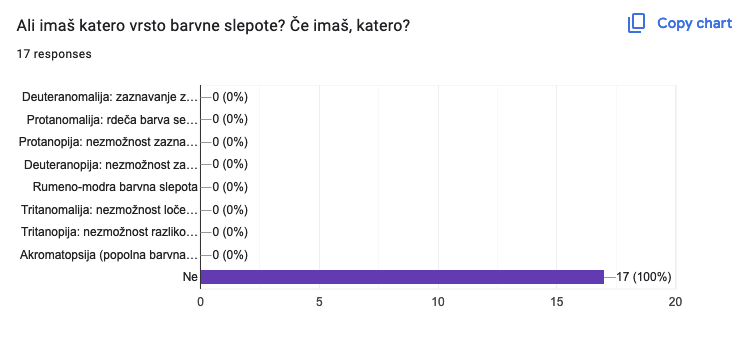 Ali imaš katero vrsto barvne slepote? Če imaš, katero?
Copy chart
17 responses
Deuteranomalija: zaznavanje z… 0 (0%)
Protanomalija: rdeča barva se… 0 (0%)
Protanopija: nezmožnost zazna… 0 (0%)
Deuteranopija: nezmožnost za… 0 (0%)
Rumeno-modra barvna slepota 0 (0%)
Tritanomalija: nezmožnost loče… 0 (0%)
Tritanopija: nezmožnost razliko… 0 (0%)
Akromatopsija (popolna barvna… 0 (0%)
Ne 17 (100%)
0 5 10 15 20